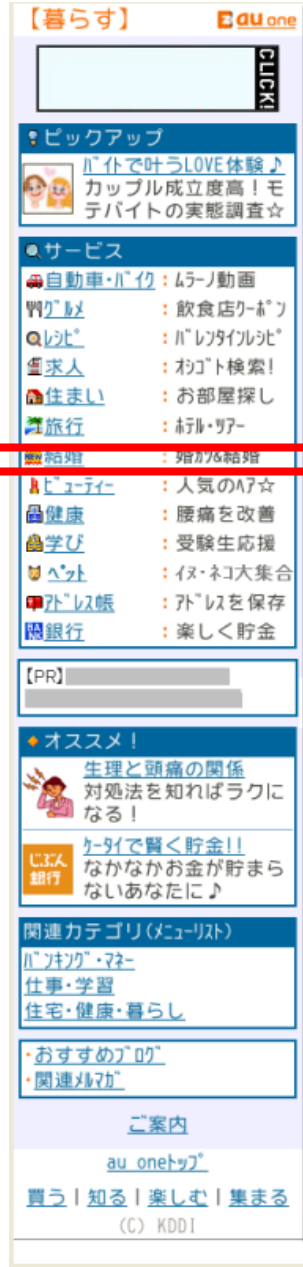 【暮らす】 au one
CLICK!
ピックアップ
ﾊﾞｲﾄで叶うLOVE体験♪
カップル成立度高！モ
テバイトの実態調査☆
サービス
自動車・ﾊﾞｲｸ：ﾑﾗｰﾉ動画
ｸﾞﾙﾒ：飲食店ｸｰﾎﾟﾝ
ﾚｼﾋﾟ：ﾊﾞﾚﾝﾀｲﾝﾚｼﾋﾟ
求人：ｵｼｺﾞﾄ検索!
住まい：お部屋探し
旅行：ﾎﾃﾙ・ﾂｱｰ
NEW 結婚：婚ｶﾂ&結婚
ﾋﾞｭｰﾃｨｰ：人気のﾍｱ☆
健康：腰痛を改善
学び：受験生応援
ﾍﾟｯﾄ：ｲﾇ・ﾈｺ大集合
ｱﾄﾞﾚｽ帳：ｱﾄﾞﾚｽを保存
BANK 銀行：楽しく貯金
【PR】
オススメ！
生理と頭痛の関係
対処法を知ればラクに
なる！
じぶん銀行
ｹｰﾀｲで賢く貯金!!
なかなかお金が貯まら
ないあなたに♪
関連カテゴリ(ﾒﾆｭｰﾘｽﾄ)
ﾊﾞﾝｷﾝｸﾞ・ﾏﾈｰ
仕事・学習
住宅・健康・暮らし
・おすすめﾌﾞﾛｸﾞ
・関連ﾒﾙﾏｶﾞ
ご案内
au oneﾄｯﾌﾟ
買う｜知る｜楽しむ｜集まる
(C) KDDI